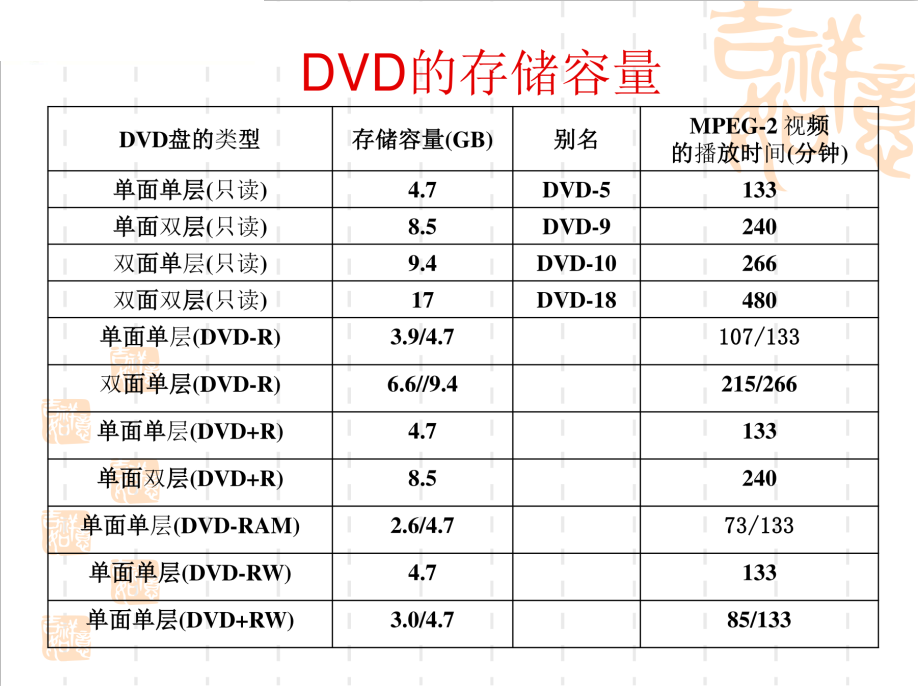 DVD的存储容量
DVD盘的类型 存储容量(GB) 别名 MPEG-2 视频
的播放时间(分钟)
单面单层(只读) 4.7 DVD-5 133
单面双层(只读) 8.5 DVD-9 240
双面单层(只读) 9.4 DVD-10 266
双面双层(只读) 17 DVD-18 480
单面单层(DVD-R) 3.9/4.7 107/133
双面单层(DVD-R) 6.6//9.4 215/266
单面单层(DVD+R) 4.7 133
单面双层(DVD+R) 8.5 240
单面单层(DVD-RAM) 2.6/4.7 73/133
单面单层(DVD-RW) 4.7 133
单面单层(DVD+RW) 3.0/4.7 85/133